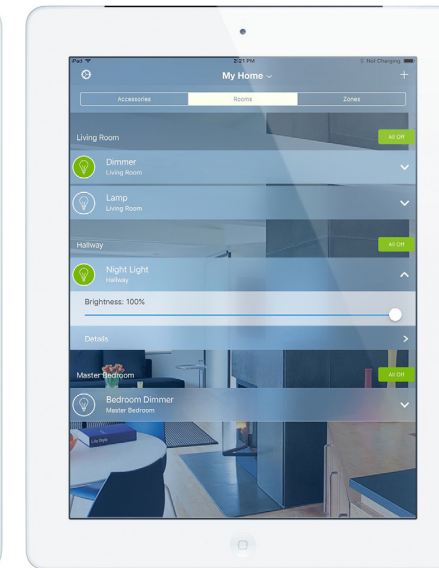 iPad
2:21 PM
Not Charging
My Home
Accessories
Rooms
Zones
Living Room
All Off
Dimmer
Living Room
Lamp
Living Room
Hallway
All Off
Night Light
Hallway
Brightness: 100%
Details
Master Bedroom
All Off
Bedroom Dimmer
Master Bedroom
Life Style